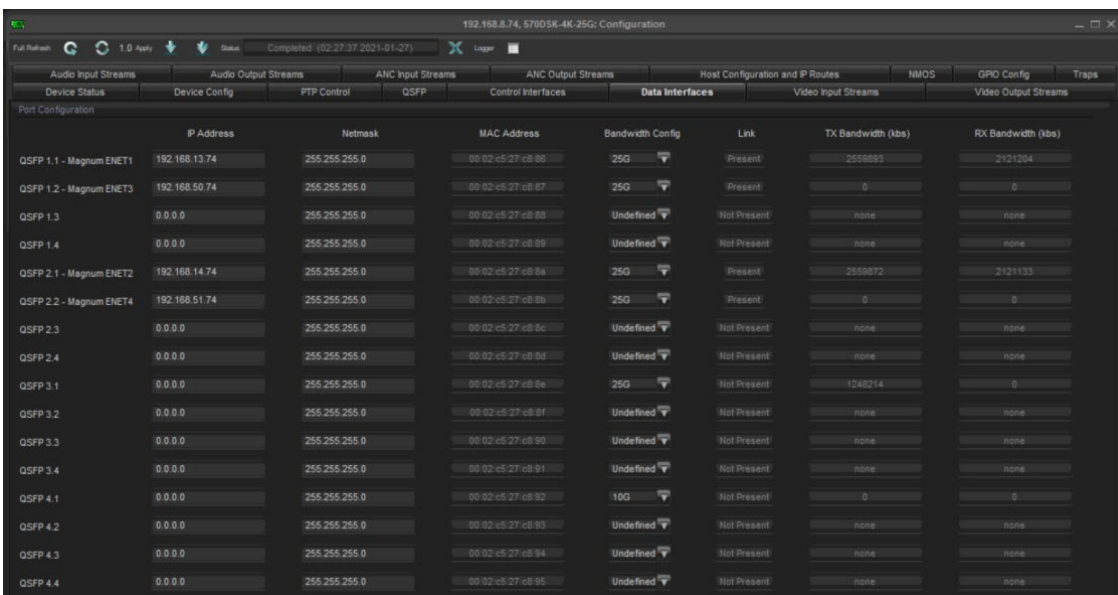 192.168.8.74, 570DSK-4K-25G: Configuration
Full Refresh 1.0 Apply Status Completed (02:27:37 2021-01-27) Logger
Audio Input Streams Audio Output Streams ANC Input Streams ANC Output Streams Host Configuration and IP Routes NMOS GPIO Config Traps
Device Status Device Config PTP Control QSFP Control Interfaces Data Interfaces Video Input Streams Video Output Streams
Port Configuration
IP Address Netmask MAC Address Bandwidth Config Link TX Bandwidth (kbs) RX Bandwidth (kbs)
QSFP 1.1 - Magnum ENET1 192.168.13.74 255.255.255.0 00:02:c5:27:c8:86 25G Present 2559893 2121204
QSFP 1.2 - Magnum ENET3 192.168.50.74 255.255.255.0 00:02:c5:27:c8:87 25G Present 0 0
QSFP 1.3 0.0.0.0 255.255.255.0 00:02:c5:27:c8:88 Undefined Not Present none none
QSFP 1.4 0.0.0.0 255.255.255.0 00:02:c5:27:c8:89 Undefined Not Present none none
QSFP 2.1 - Magnum ENET2 192.168.14.74 255.255.255.0 00:02:c5:27:c8:8a 25G Present 2559872 2121133
QSFP 2.2 - Magnum ENET4 192.168.51.74 255.255.255.0 00:02:c5:27:c8:8b 25G Present 0 0
QSFP 2.3 0.0.0.0 255.255.255.0 00:02:c5:27:c8:8c Undefined Not Present none none
QSFP 2.4 0.0.0.0 255.255.255.0 00:02:c5:27:c8:8d Undefined Not Present none none
QSFP 3.1 0.0.0.0 255.255.255.0 00:02:c5:27:c8:8e 25G Not Present 1248214 0
QSFP 3.2 0.0.0.0 255.255.255.0 00:02:c5:27:c8:8f Undefined Not Present none none
QSFP 3.3 0.0.0.0 255.255.255.0 00:02:c5:27:c8:90 Undefined Not Present none none
QSFP 3.4 0.0.0.0 255.255.255.0 00:02:c5:27:c8:91 Undefined Not Present none none
QSFP 4.1 0.0.0.0 255.255.255.0 00:02:c5:27:c8:92 10G Not Present 0 0
QSFP 4.2 0.0.0.0 255.255.255.0 00:02:c5:27:c8:93 Undefined Not Present none none
QSFP 4.3 0.0.0.0 255.255.255.0 00:02:c5:27:c8:94 Undefined Not Present none none
QSFP 4.4 0.0.0.0 255.255.255.0 00:02:c5:27:c8:95 Undefined Not Present none none